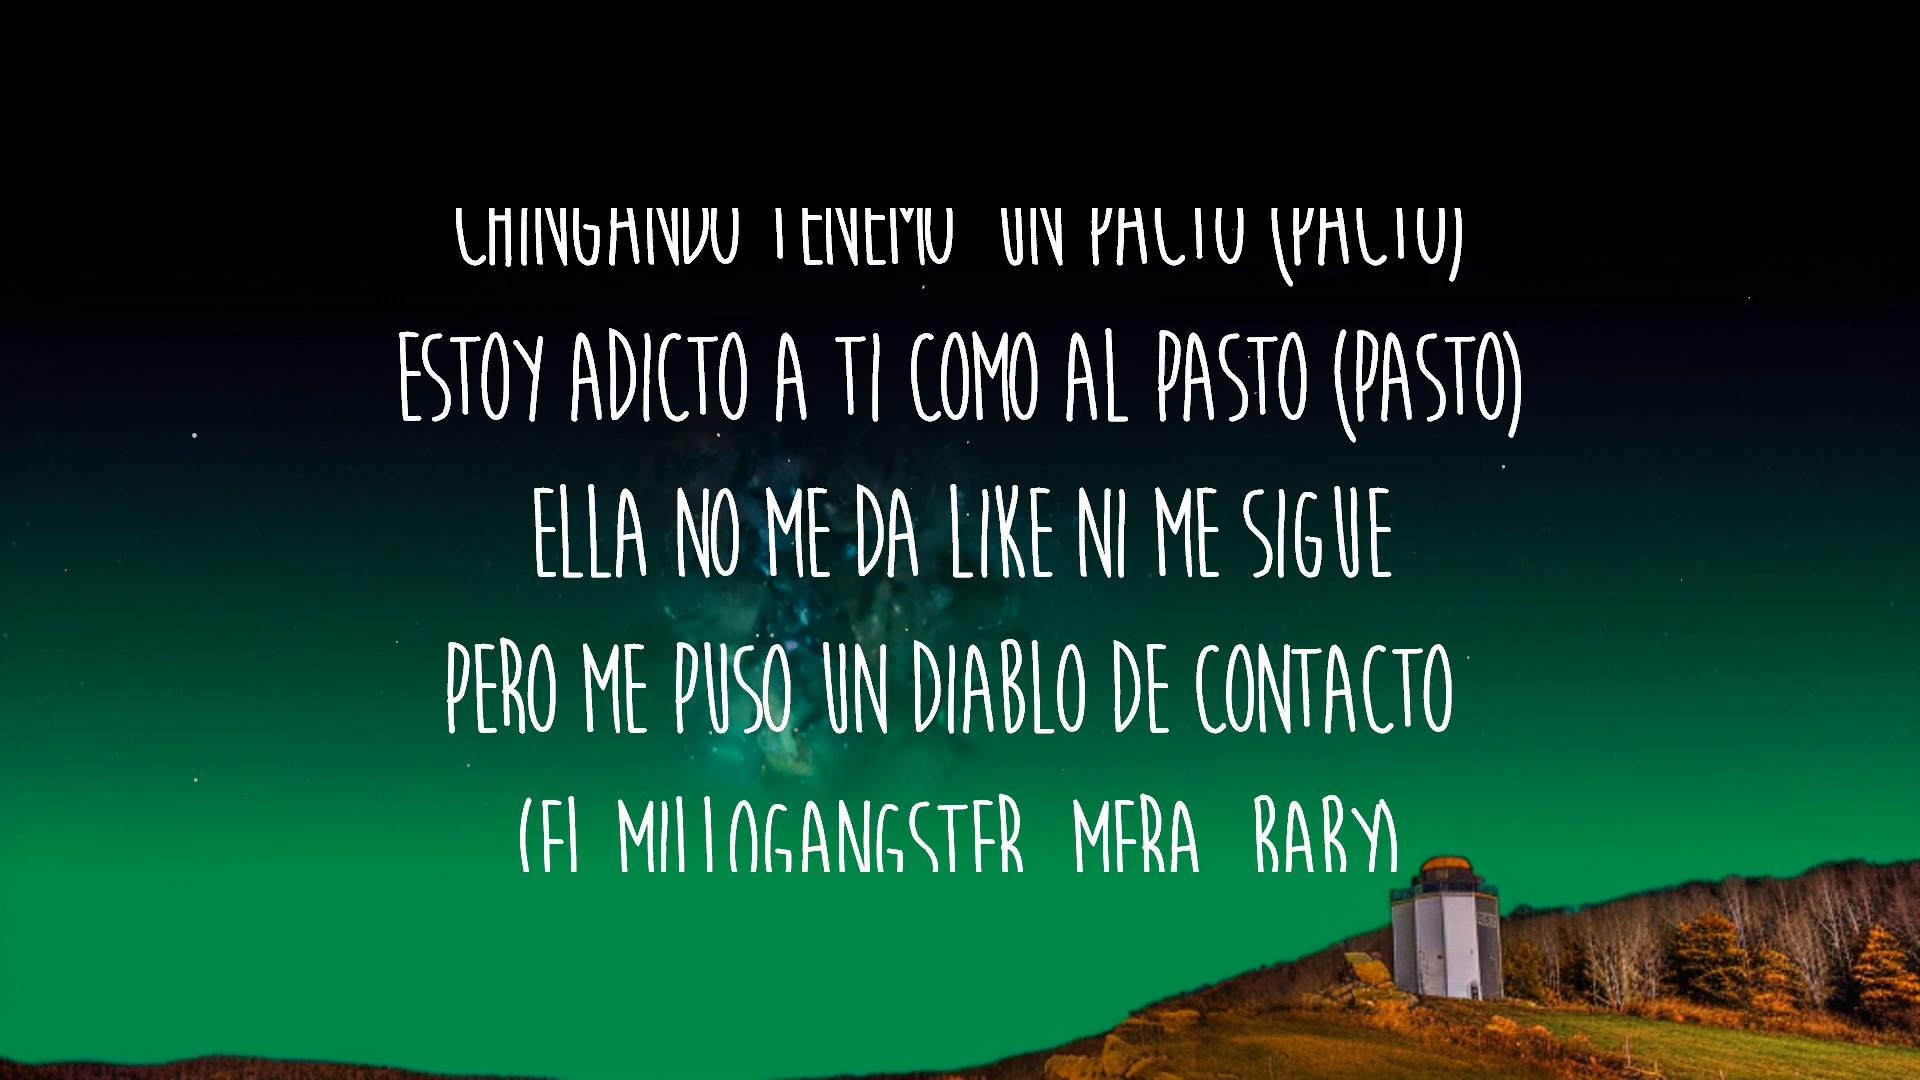 CHINGANDO TENEMO' UN PACTO (PACTO)
ESTOY ADICTO A TI COMO AL PASTO (PASTO)
ELLA NO ME DA LIKE NI ME SIGUE
PERO ME PUSO UN DIABLO DE CONTACTO
(EL MILLOGANGSTER MERA BABY)